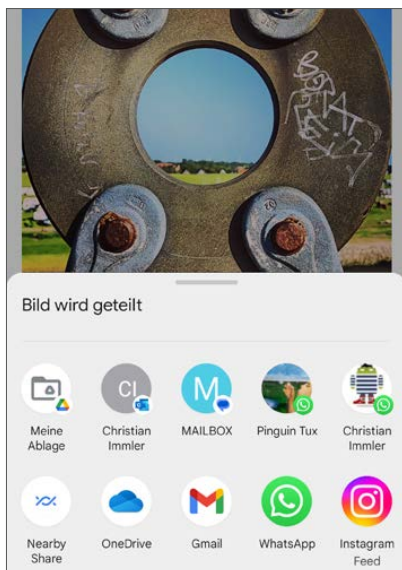 Bild wird geteilt
CI
M
Meine
Ablage
Christian
Immler
MAILBOX
Pinguin Tux
Christian
Immler
Nearby
Share
OneDrive
Gmail
WhatsApp
Instagram
Feed